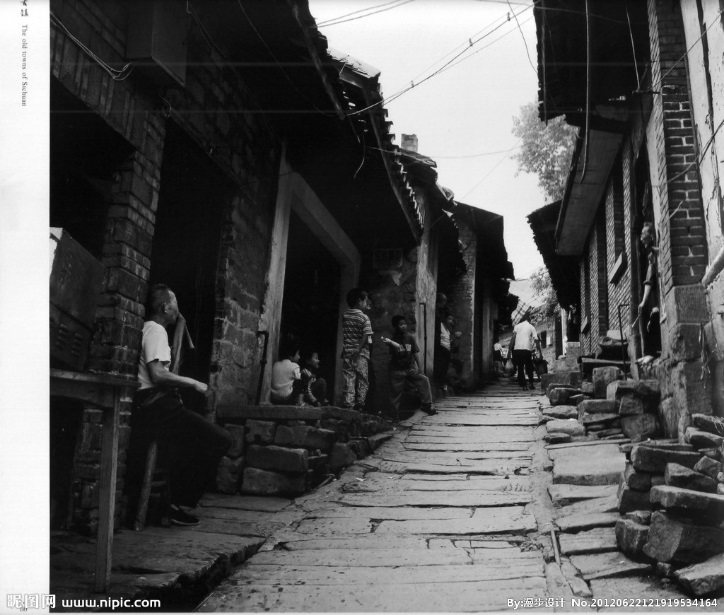 The old towns of Sichuan
昵图网 www.nipic.com
By:漫步设计 No.20120622121919534164